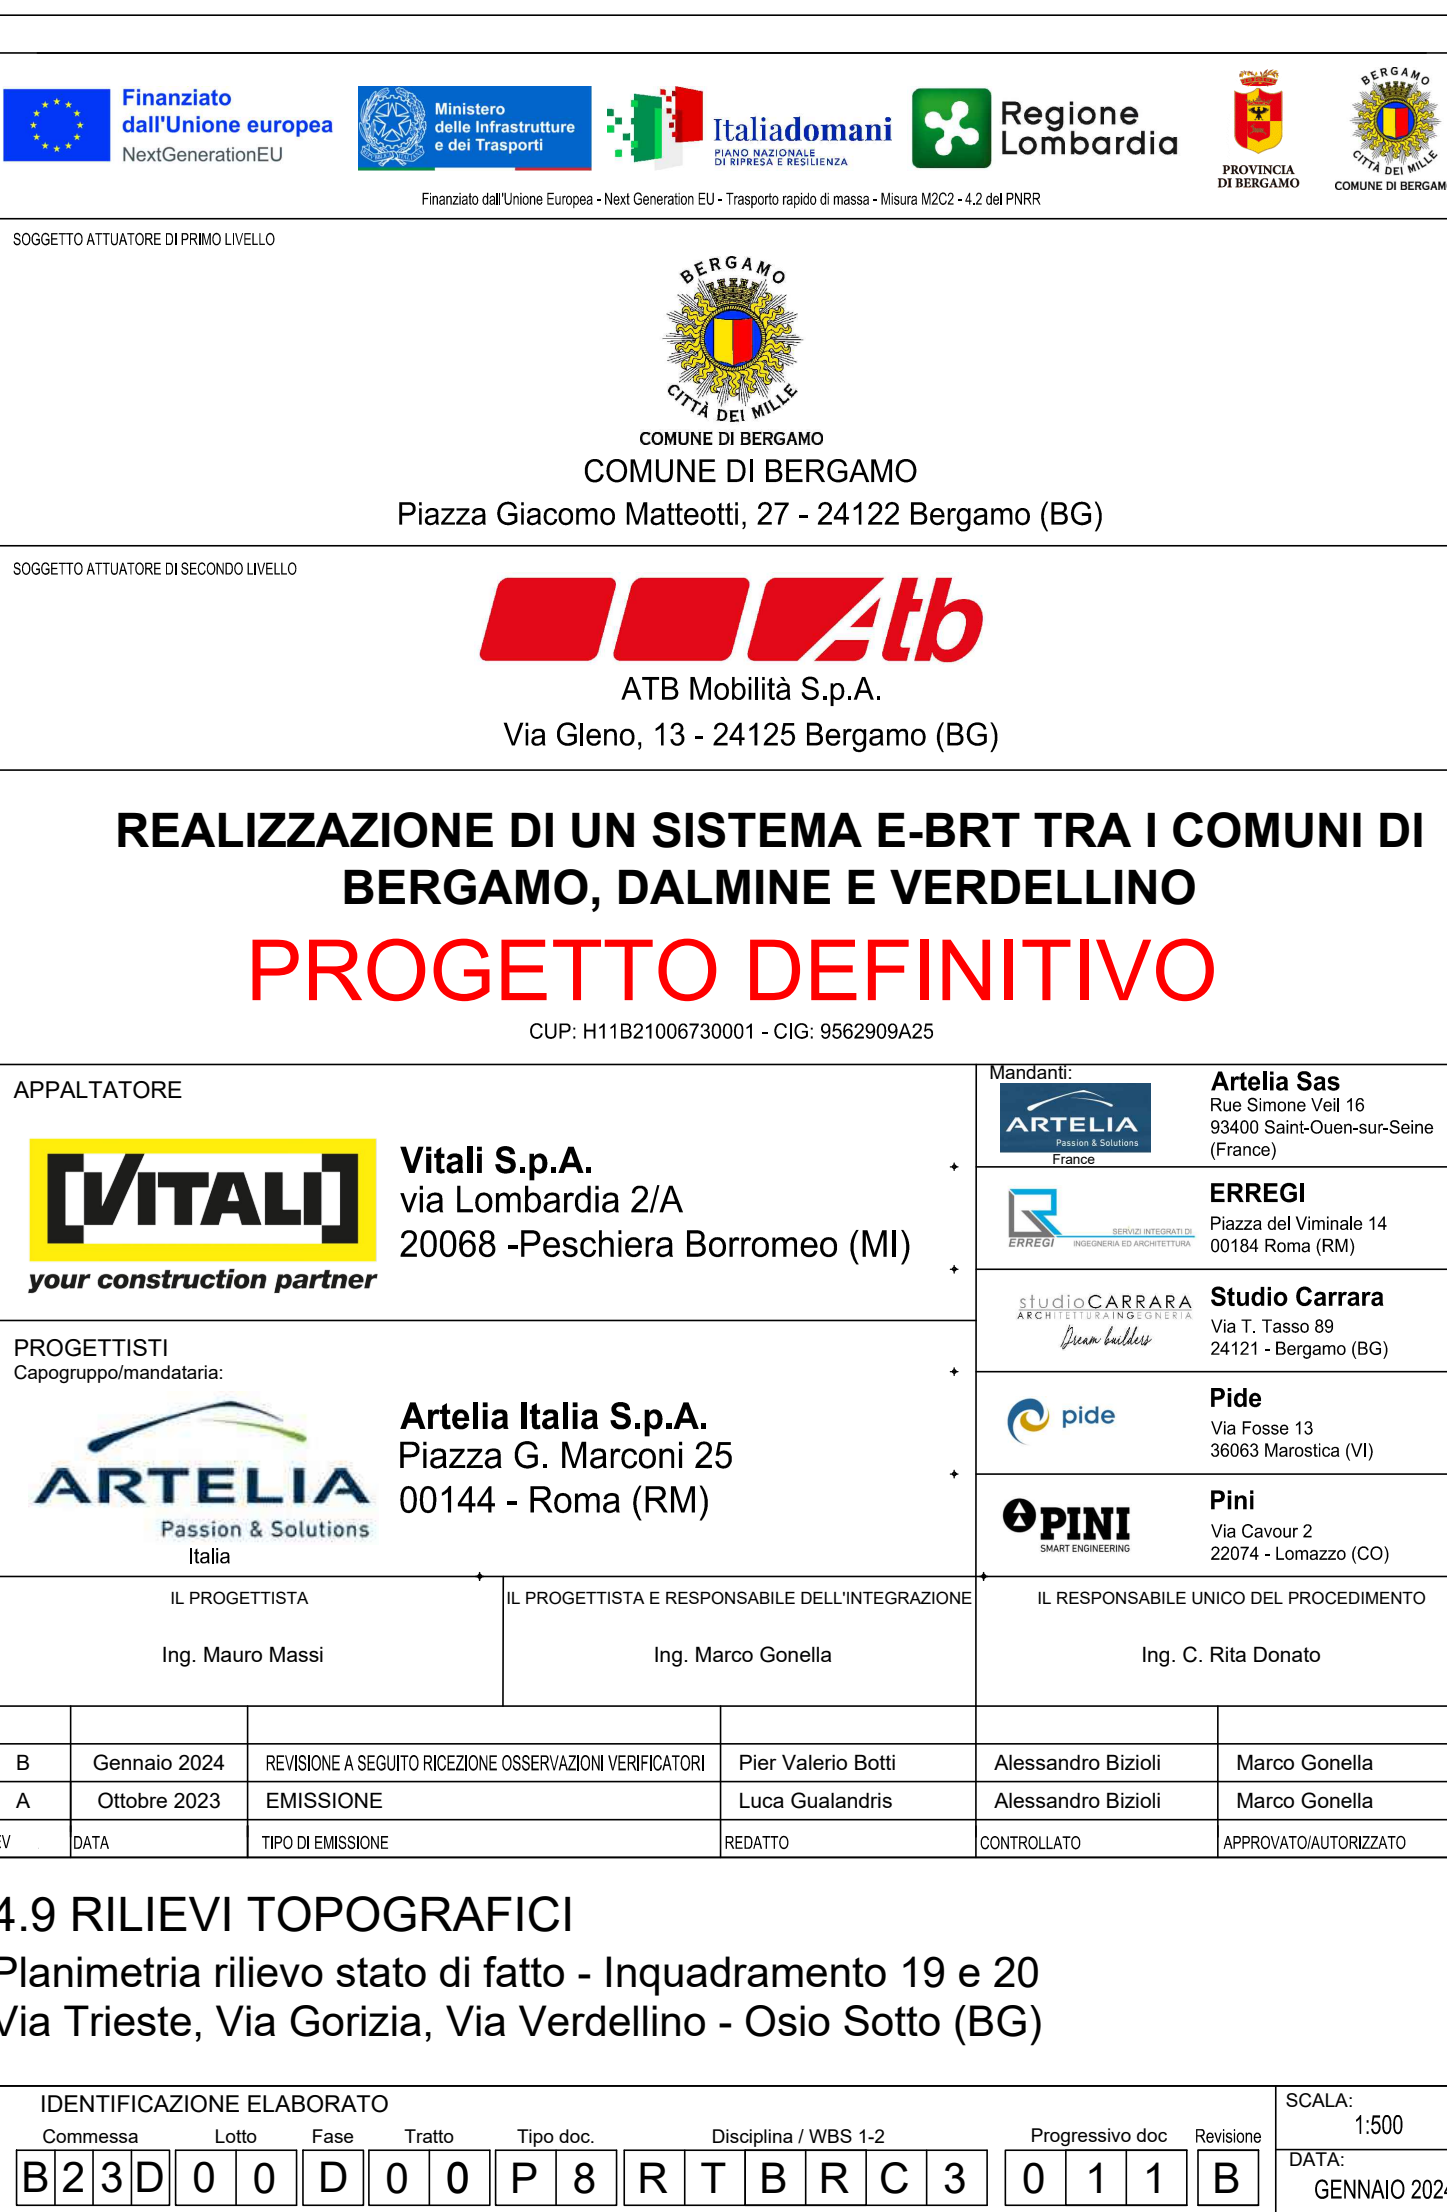 Finanziato
dall'Unione europea
NextGenerationEU
Ministero
delle Infrastrutture
e dei Trasporti
Italiadomani
PIANO NAZIONALE
DI RIPRESA E RESILIENZA
Regione
Lombardia
PROVINCIA
DI BERGAMO
BERGAMO
CITTÀ DEI MILLE
COMUNE DI BERGAM
Finanziato dall'Unione Europea - Next Generation EU - Trasporto rapido di massa - Misura M2C2 - 4.2 del PNRR
SOGGETTO ATTUATORE DI PRIMO LIVELLO
BERGAMO
CITTÀ DEI MILLE
COMUNE DI BERGAMO
COMUNE DI BERGAMO
Piazza Giacomo Matteotti, 27 - 24122 Bergamo (BG)
SOGGETTO ATTUATORE DI SECONDO LIVELLO
Atb
ATB Mobilità S.p.A.
Via Gleno, 13 - 24125 Bergamo (BG)
REALIZZAZIONE DI UN SISTEMA E-BRT TRA I COMUNI DI
BERGAMO, DALMINE E VERDELLINO
PROGETTO DEFINITIVO
CUP: H11B21006730001 - CIG: 9562909A25
APPALTATORE
VITALI
your construction partner
Vitali S.p.A.
via Lombardia 2/A
20068 -Peschiera Borromeo (MI)
PROGETTISTI
Capogruppo/mandataria:
ARTELIA
Passion & Solutions
Italia
Artelia Italia S.p.A.
Piazza G. Marconi 25
00144 - Roma (RM)
Mandanti:
ARTELIA
Passion & Solutions
France
Artelia Sas
Rue Simone Veil 16
93400 Saint-Ouen-sur-Seine
(France)
ERREGI
SERVIZI INTEGRATI DI
INGEGNERIA ED ARCHITETTURA
ERREGI
Piazza del Viminale 14
00184 Roma (RM)
studioCARRARA
ARCHITETTURAINGEGNERIA
Dream builders
Studio Carrara
Via T. Tasso 89
24121 - Bergamo (BG)
pide
Pide
Via Fosse 13
36063 Marostica (VI)
PINI
SMART ENGINEERING
Pini
Via Cavour 2
22074 - Lomazzo (CO)
IL PROGETTISTA
Ing. Mauro Massi
IL PROGETTISTA E RESPONSABILE DELL'INTEGRAZIONE
Ing. Marco Gonella
IL RESPONSABILE UNICO DEL PROCEDIMENTO
Ing. C. Rita Donato
B Gennaio 2024 REVISIONE A SEGUITO RICEZIONE OSSERVAZIONI VERIFICATORI Pier Valerio Botti Alessandro Bizioli Marco Gonella
A Ottobre 2023 EMISSIONE Luca Gualandris Alessandro Bizioli Marco Gonella
EV DATA TIPO DI EMISSIONE REDATTO CONTROLLATO APPROVATO/AUTORIZZATO
4.9 RILIEVI TOPOGRAFICI
Planimetria rilievo stato di fatto - Inquadramento 19 e 20
Via Trieste, Via Gorizia, Via Verdellino - Osio Sotto (BG)
IDENTIFICAZIONE ELABORATO
Commessa Lotto Fase Tratto Tipo doc. Disciplina / WBS 1-2 Progressivo doc Revisione
B 2 3 D 0 0 D 0 0 P 8 R T B R C 3 0 1 1 B
SCALA:
1:500
DATA:
GENNAIO 2024